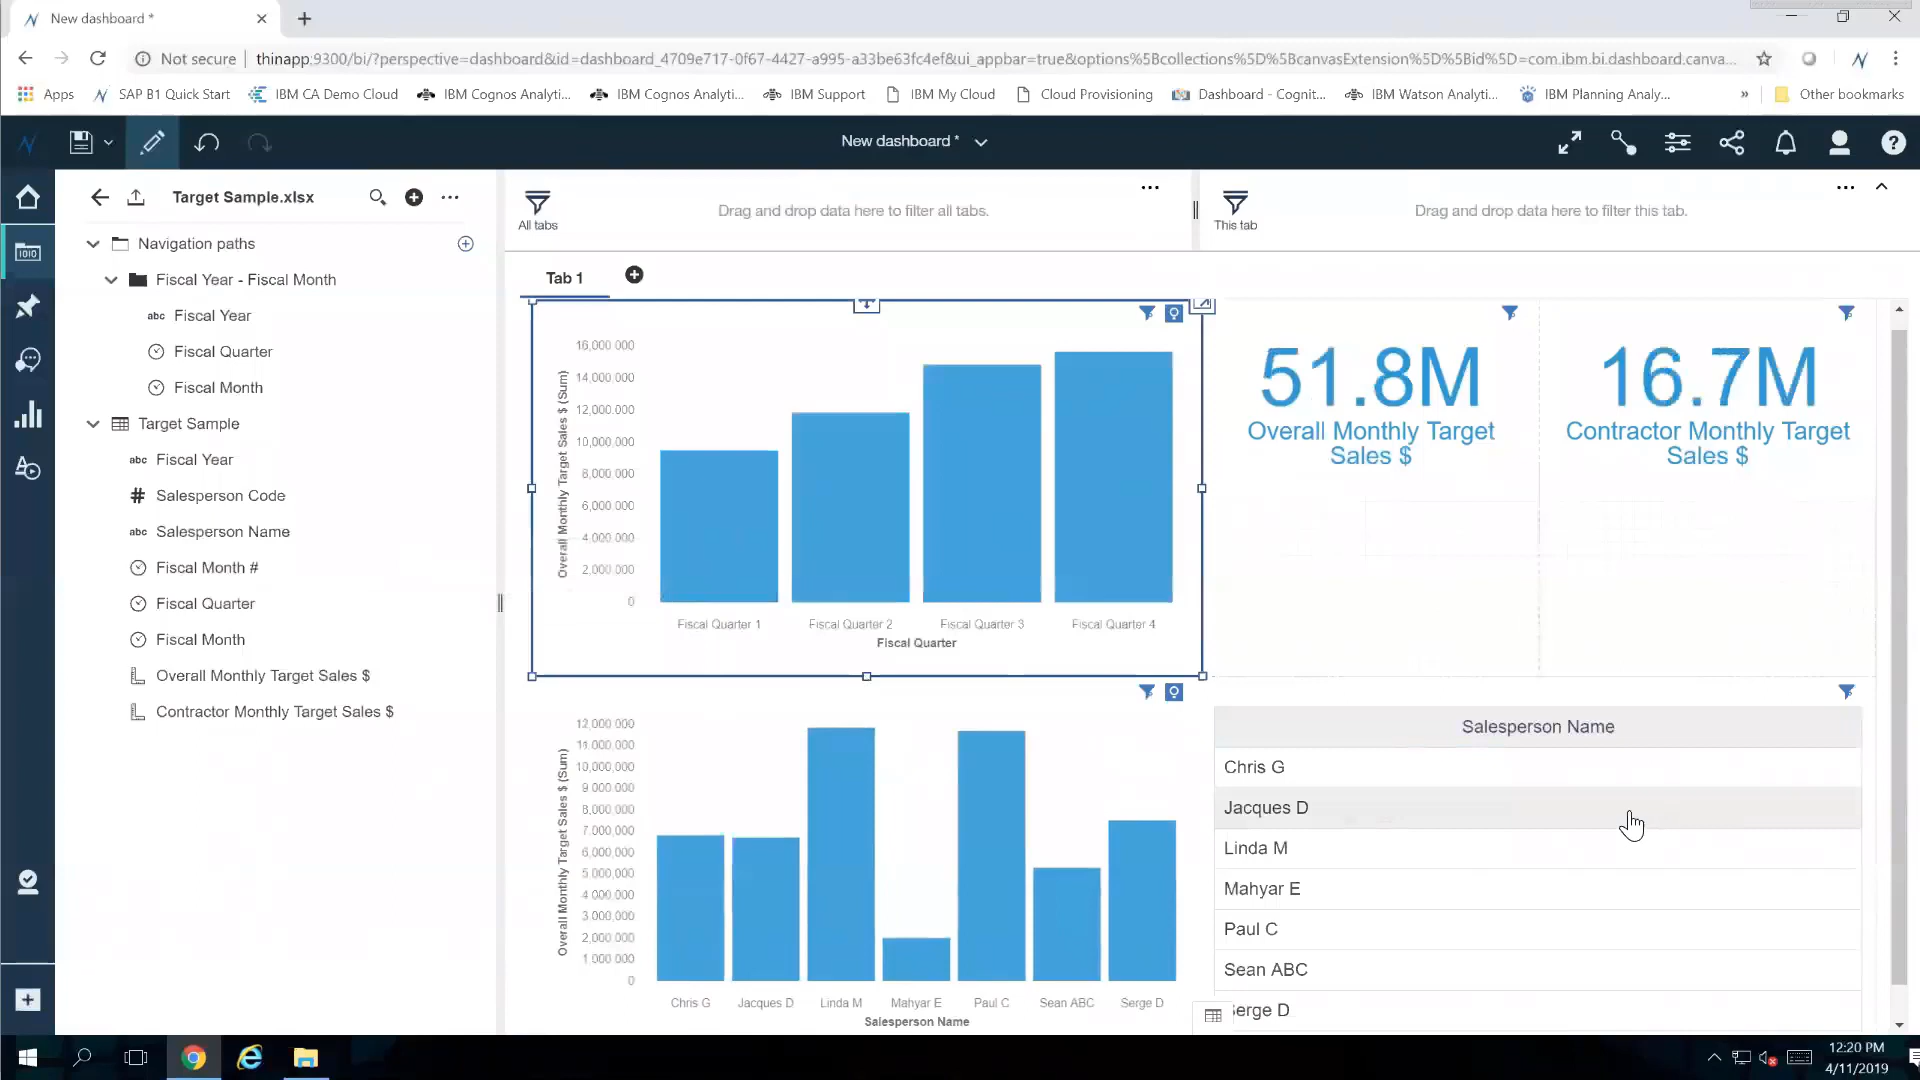 New dashboard *
Not secure
thinapp:9300/bi/?perspective=dashboard&id=dashboard_4709e717-0f67-4427-a995-a33be63fc4ef&ui_appbar=true&options%5Bcollections%5D%5BcanvasExtension%5D%5Bid%5D=com.ibm.bi.dashboard.canva...
Apps
SAP B1 Quick Start
IBM CA Demo Cloud
IBM Cognos Analyti...
IBM Cognos Analyti...
IBM Support
IBM My Cloud
Cloud Provisioning
Dashboard - Cognit...
IBM Watson Analyti...
IBM Planning Analy...
»
Other bookmarks
New dashboard *
Target Sample.xlsx
Navigation paths
Fiscal Year - Fiscal Month
abc Fiscal Year
Fiscal Quarter
Fiscal Month
Target Sample
abc Fiscal Year
# Salesperson Code
abc Salesperson Name
Fiscal Month #
Fiscal Quarter
Fiscal Month
Overall Monthly Target Sales $
Contractor Monthly Target Sales $
All tabs
Drag and drop data here to filter all tabs.
This tab
Drag and drop data here to filter this tab.
Tab 1
Overall Monthly Target Sales $ (Sum)
16,000.000
14,000.000
12,000.000
10,000,000
8,000.000
6,000,000
4,000.000
2,000,000
0
Fiscal Quarter 1
Fiscal Quarter 2
Fiscal Quarter 3
Fiscal Quarter 4
Fiscal Quarter
51.8M
Overall Monthly Target
Sales $
16.7M
Contractor Monthly Target
Sales $
Overall Monthly Target Sales $ (Sum)
12,000 000
11 000.000
10,000 000
9 000.000
8,000 000
7,000.000
6,000 000
5,000 000
4,000 000
3,000 000
2,000 000
1 000 000
0
Chris G
Jacques D
Linda M
Mahyar E
Paul C
Sean ABC
Serge D
Salesperson Name
Salesperson Name
Chris G
Jacques D
Linda M
Mahyar E
Paul C
Sean ABC
erge D
12:20 PM
4/11/2019